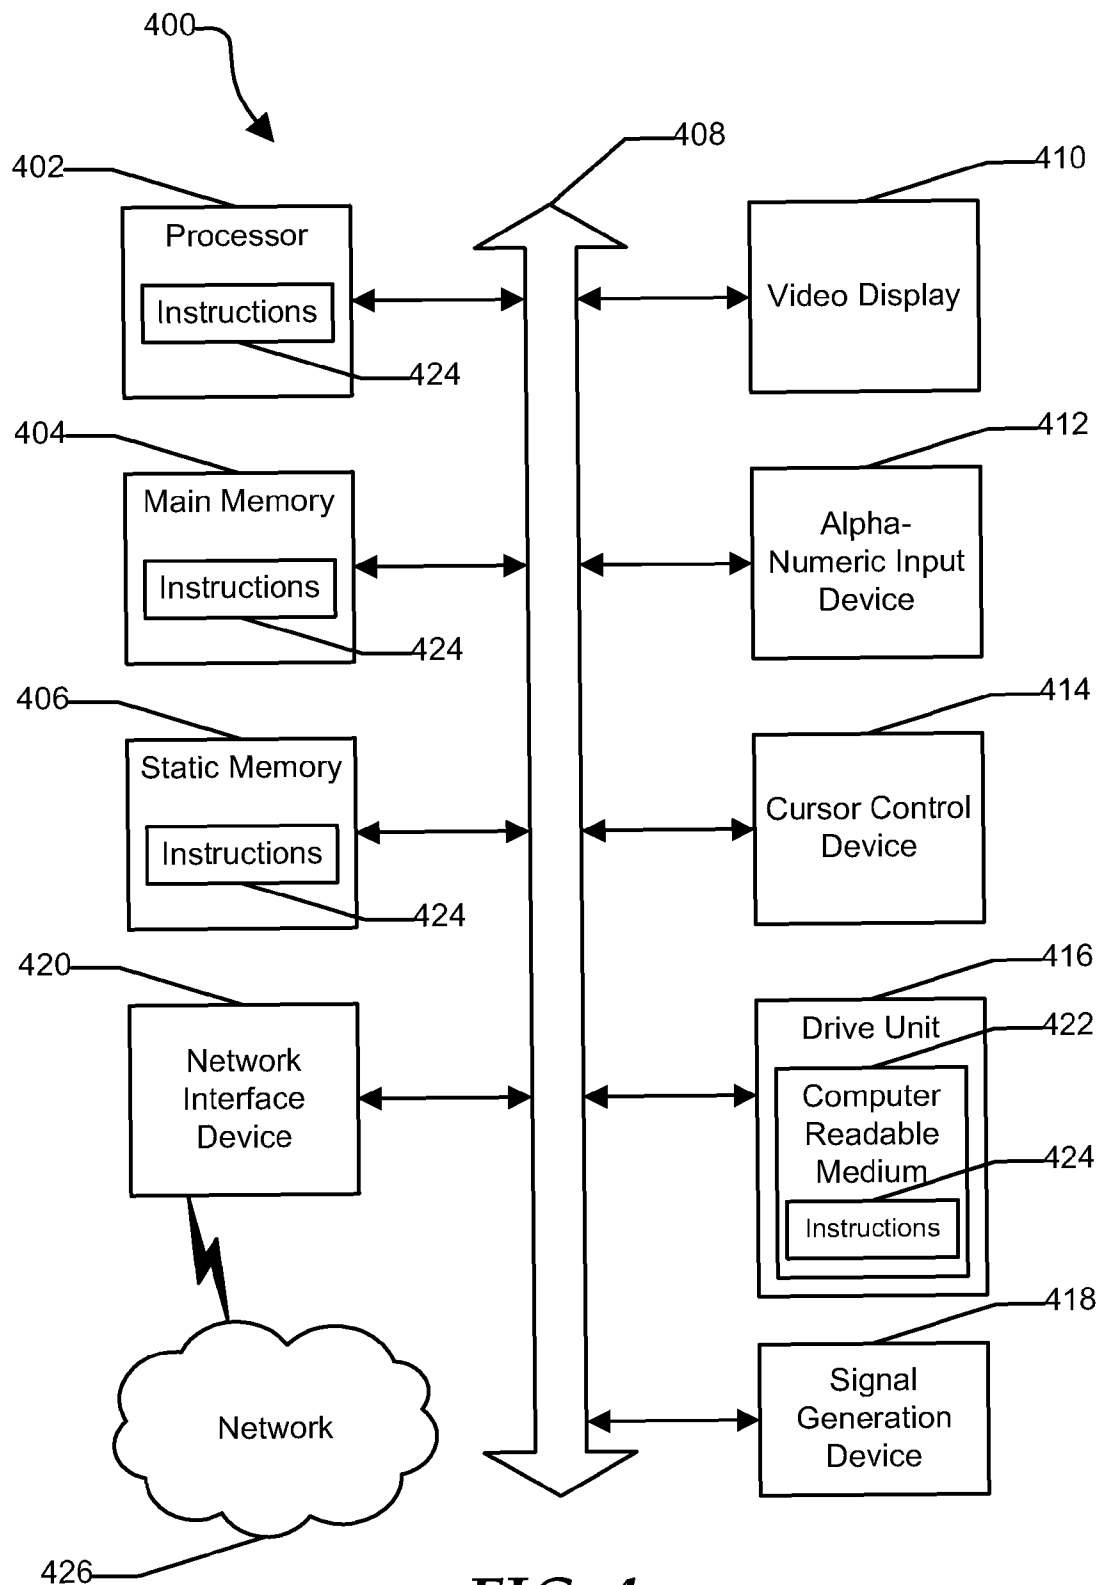 400
408
402
410
Processor
Instructions
424
Video Display
404
412
Main Memory
Instructions
424
Alpha-
Numeric Input
Device
406
414
Static Memory
Instructions
424
Cursor Control
Device
420
416
Network
Interface
Device
Drive Unit
422
Computer
Readable
Medium
424
Instructions
418
Signal
Generation
Device
Network
426
FIG. 4